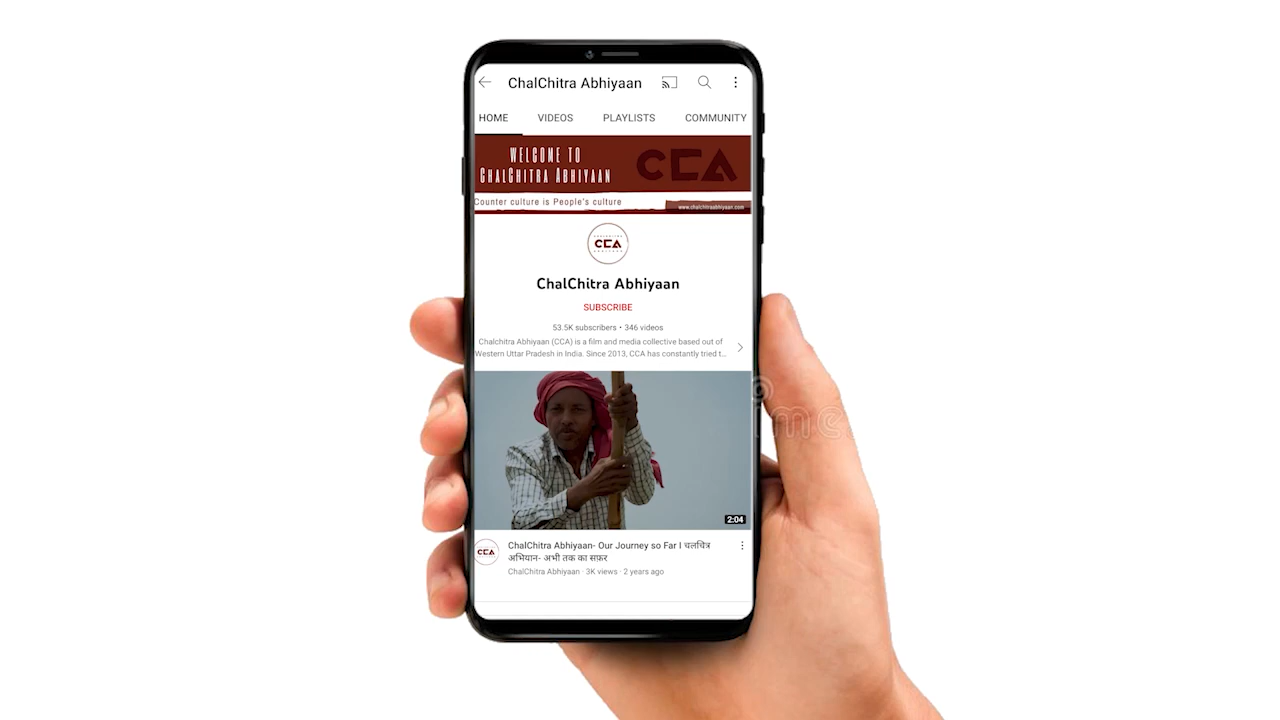 ChalChitra Abhiyaan
HOME VIDEOS PLAYLISTS COMMUNITY
WELCOME TO
CHALCHITRA ABHIYAAN
CCA
Counter culture is People's culture
www.chalchitraabhiyaan.com
CCA
ChalChitra Abhiyaan
SUBSCRIBE
53.5K subscribers • 346 videos
Chalchitra Abhiyaan (CCA) is a film and media collective based out of
Western Uttar Pradesh in India. Since 2013, CCA has constantly tried t...
2:04
CCA
ChalChitra Abhiyaan- Our Journey so Far I चलचित्र
अभियान- अभी तक का सफ़र
ChalChitra Abhiyaan · 3K views · 2 years ago